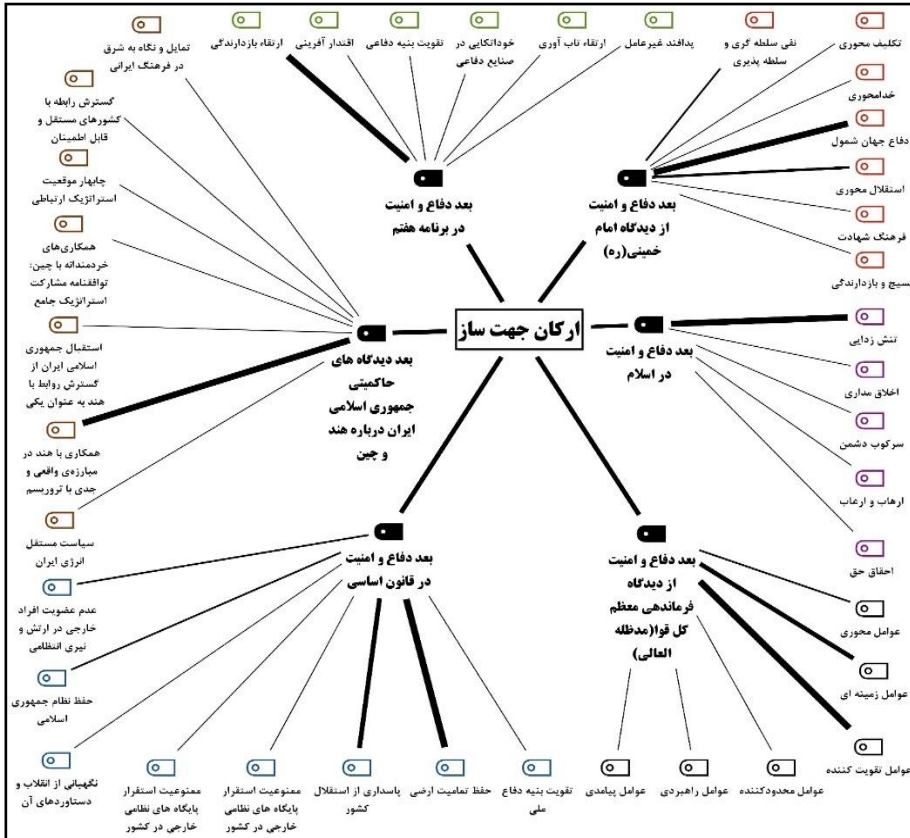 تمایل و نگاه به شرق
در فرهنگ ایرانی
ارتقاء بازدارندگی
اقتدار آفرینی
تقویت بنیه دفاعی
خوداتکایی در
صنایع دفاعی
ارتقاء تاب آوری
پدافند غیرعامل
نفی سلطه گری و
سلطه پذیری
تکلیف محوری
خدامحوری
دفاع جهان شمول
استقلال محوری
فرهنگ شهادت
بسیج و بازدارندگی
گسترش رابطه با
کشورهای مستقل و
قابل اطمینان
چابهار موقعیت
استراتژیک ارتباطی
همکاری‌های
خردمندانه با چین:
توافقنامه مشارکت
استراتژیک جامع
استقبال جمهوری
اسلامی ایران از
گسترش روابط با
هند به عنوان یکی
همکاری با هند در
مبارزه‌ی واقعی و
جدی با تروریسم
سیاست مستقل
انرژی ایران
بعد دفاع و امنیت
در برنامه هفتم
بعد دفاع و امنیت
از دیدگاه امام
خمینی(ره)
ارکان جهت ساز
بعد دیدگاه های
حاکمیتی
جمهوری اسلامی
ایران درباره هند
و چین
بعد دفاع و امنیت
در اسلام
تنش زدایی
اخلاق مداری
سرکوب دشمن
ارهاب و ارعاب
احقاق حق
بعد دفاع و امنیت
در قانون اساسی
بعد دفاع و امنیت
از دیدگاه
فرماندهی معظم
کل قوا(مدظله
العالی)
عوامل محوری
عوامل زمینه ای
عوامل تقویت کننده
عوامل محدودکننده
عوامل راهبردی
عوامل پیامدی
عدم عضویت افراد
خارجی در ارتش و
نیری انتظامی
حفظ نظام جمهوری
اسلامی
نگهبانی از انقلاب و
دستاوردهای آن
ممنوعیت استقرار
پایگاه های نظامی
خارجی در کشور
ممنوعیت استقرار
پایگاه های نظامی
خارجی در کشور
پاسداری از استقلال
کشور
حفظ تمامیت ارضی
تقویت بنیه دفاع
ملی